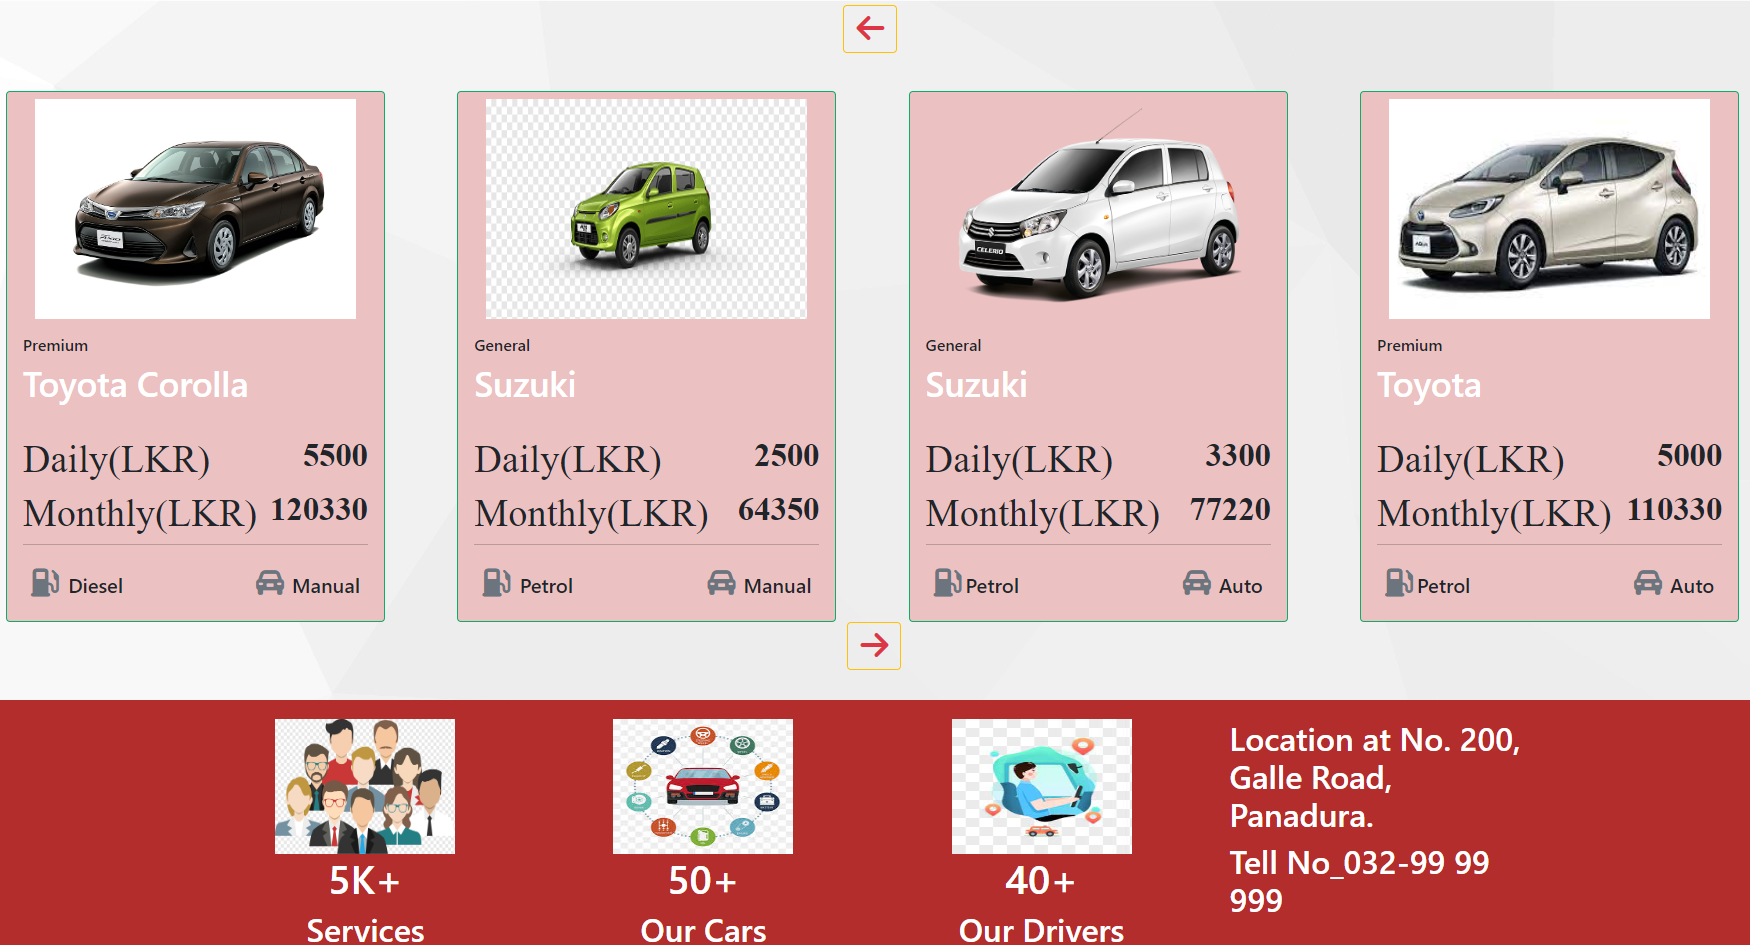 AXIO
CELERIO
AQUA
Premium
Toyota Corolla
Daily(LKR) 5500
Monthly(LKR) 120330
Diesel Manual
General
Suzuki
Daily(LKR) 2500
Monthly(LKR) 64350
Petrol Manual
General
Suzuki
Daily(LKR) 3300
Monthly(LKR) 77220
Petrol Auto
Premium
Toyota
Daily(LKR) 5000
Monthly(LKR) 110330
Petrol Auto
5K+
Services
50+
Our Cars
40+
Our Drivers
Location at No. 200,
Galle Road,
Panadura.
Tell No_032-99 99
999